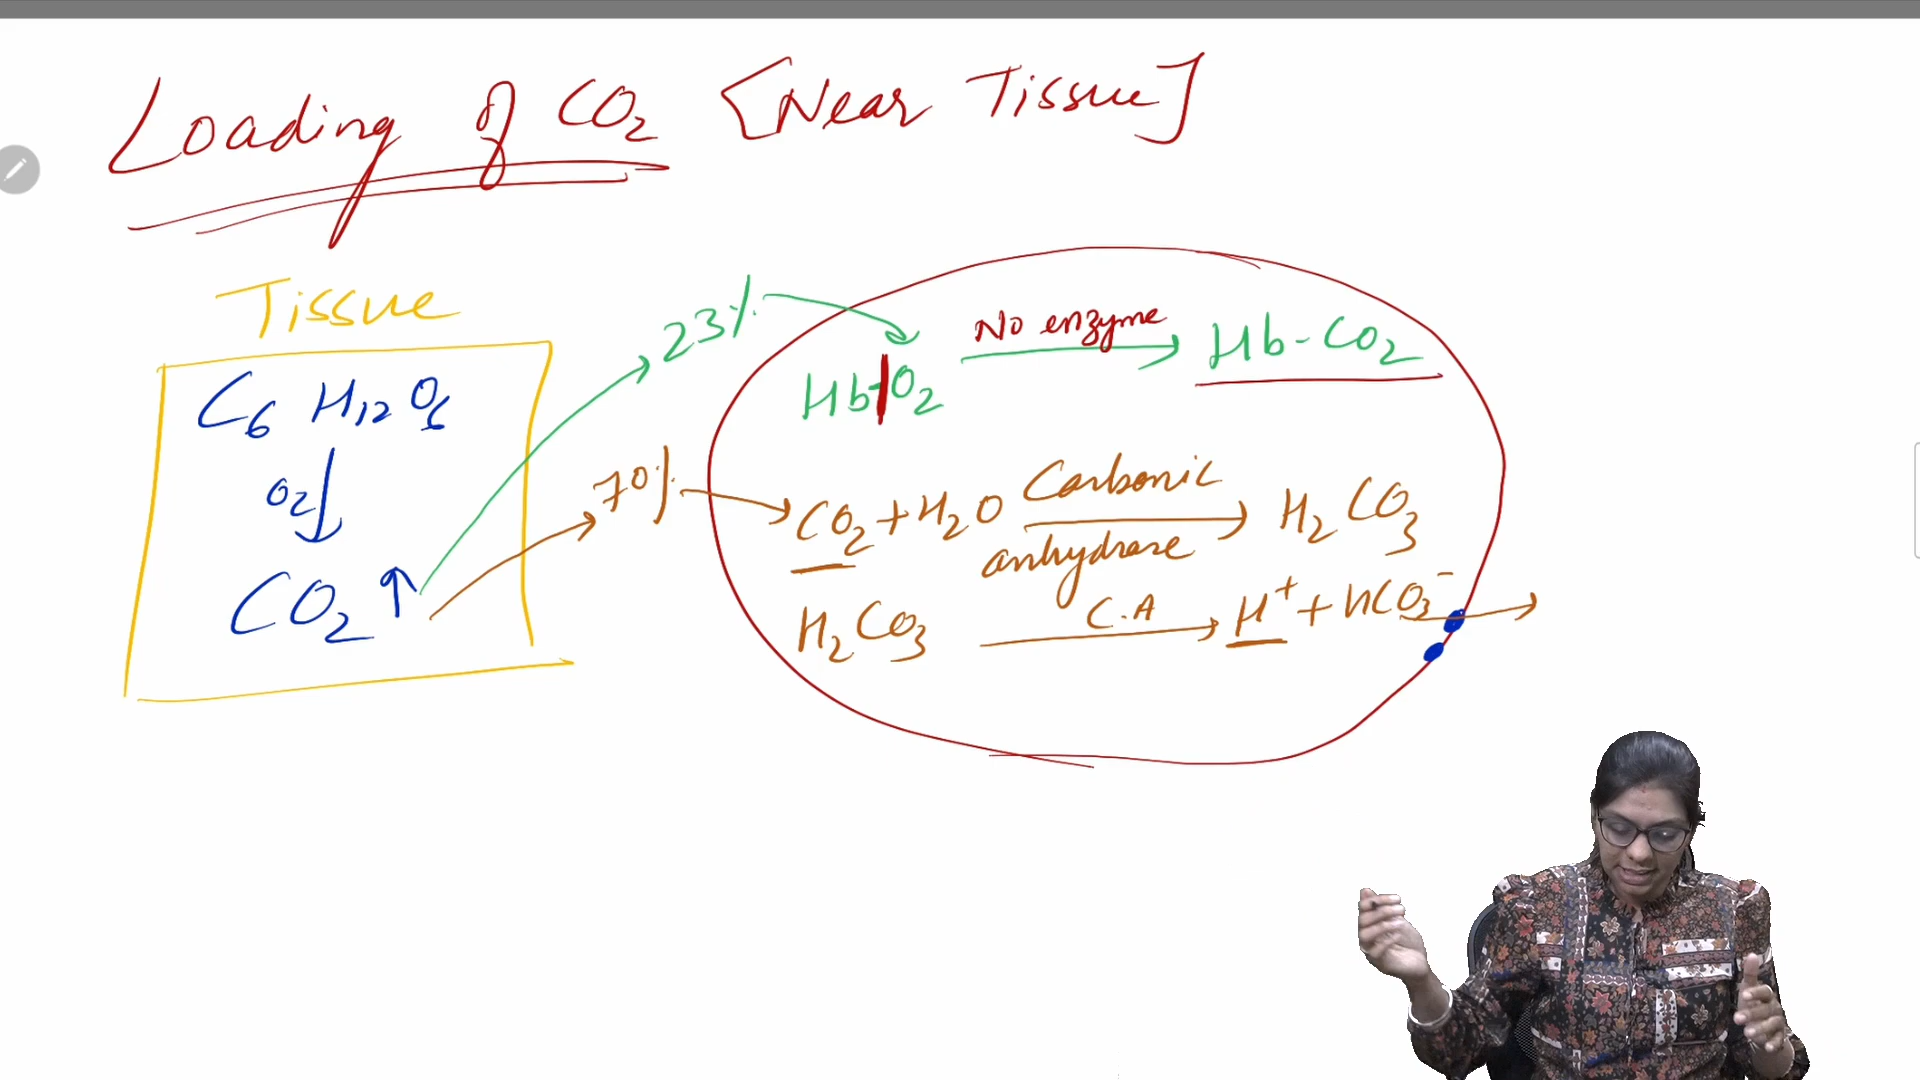 Loading of CO2 [Near Tissue]
Tissue
C6 H12 O6
O2
CO2 ↑
23%
Hb-O2 No enzyme → Hb-CO2
70%
CO2 + H2O Carbonic anhydrase → H2CO3
H2CO3 C.A → H+ + HCO3-